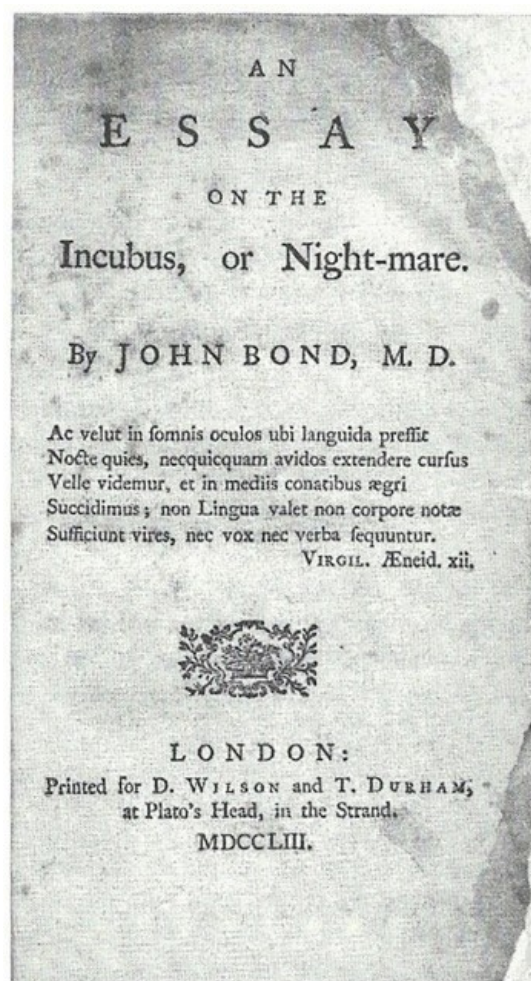 AN
ESSAY
ON THE
Incubus, or Night-mare.
By JOHN BOND, M. D.
Ac velut in ſomnis oculos ubi languida preſſit
Nocte quies, necquicquam avidos extendere curſus
Velle videmur, et in mediis conatibus ægri
Succidimus; non Lingua valet non corpore notæ
Sufficiunt vires, nec vox nec verba ſequuntur.
VIRGIL. Æneid. xii.
LONDON:
Printed for D. WILSON and T. DURHAM,
at Plato's Head, in the Strand.
MDCCLIII.